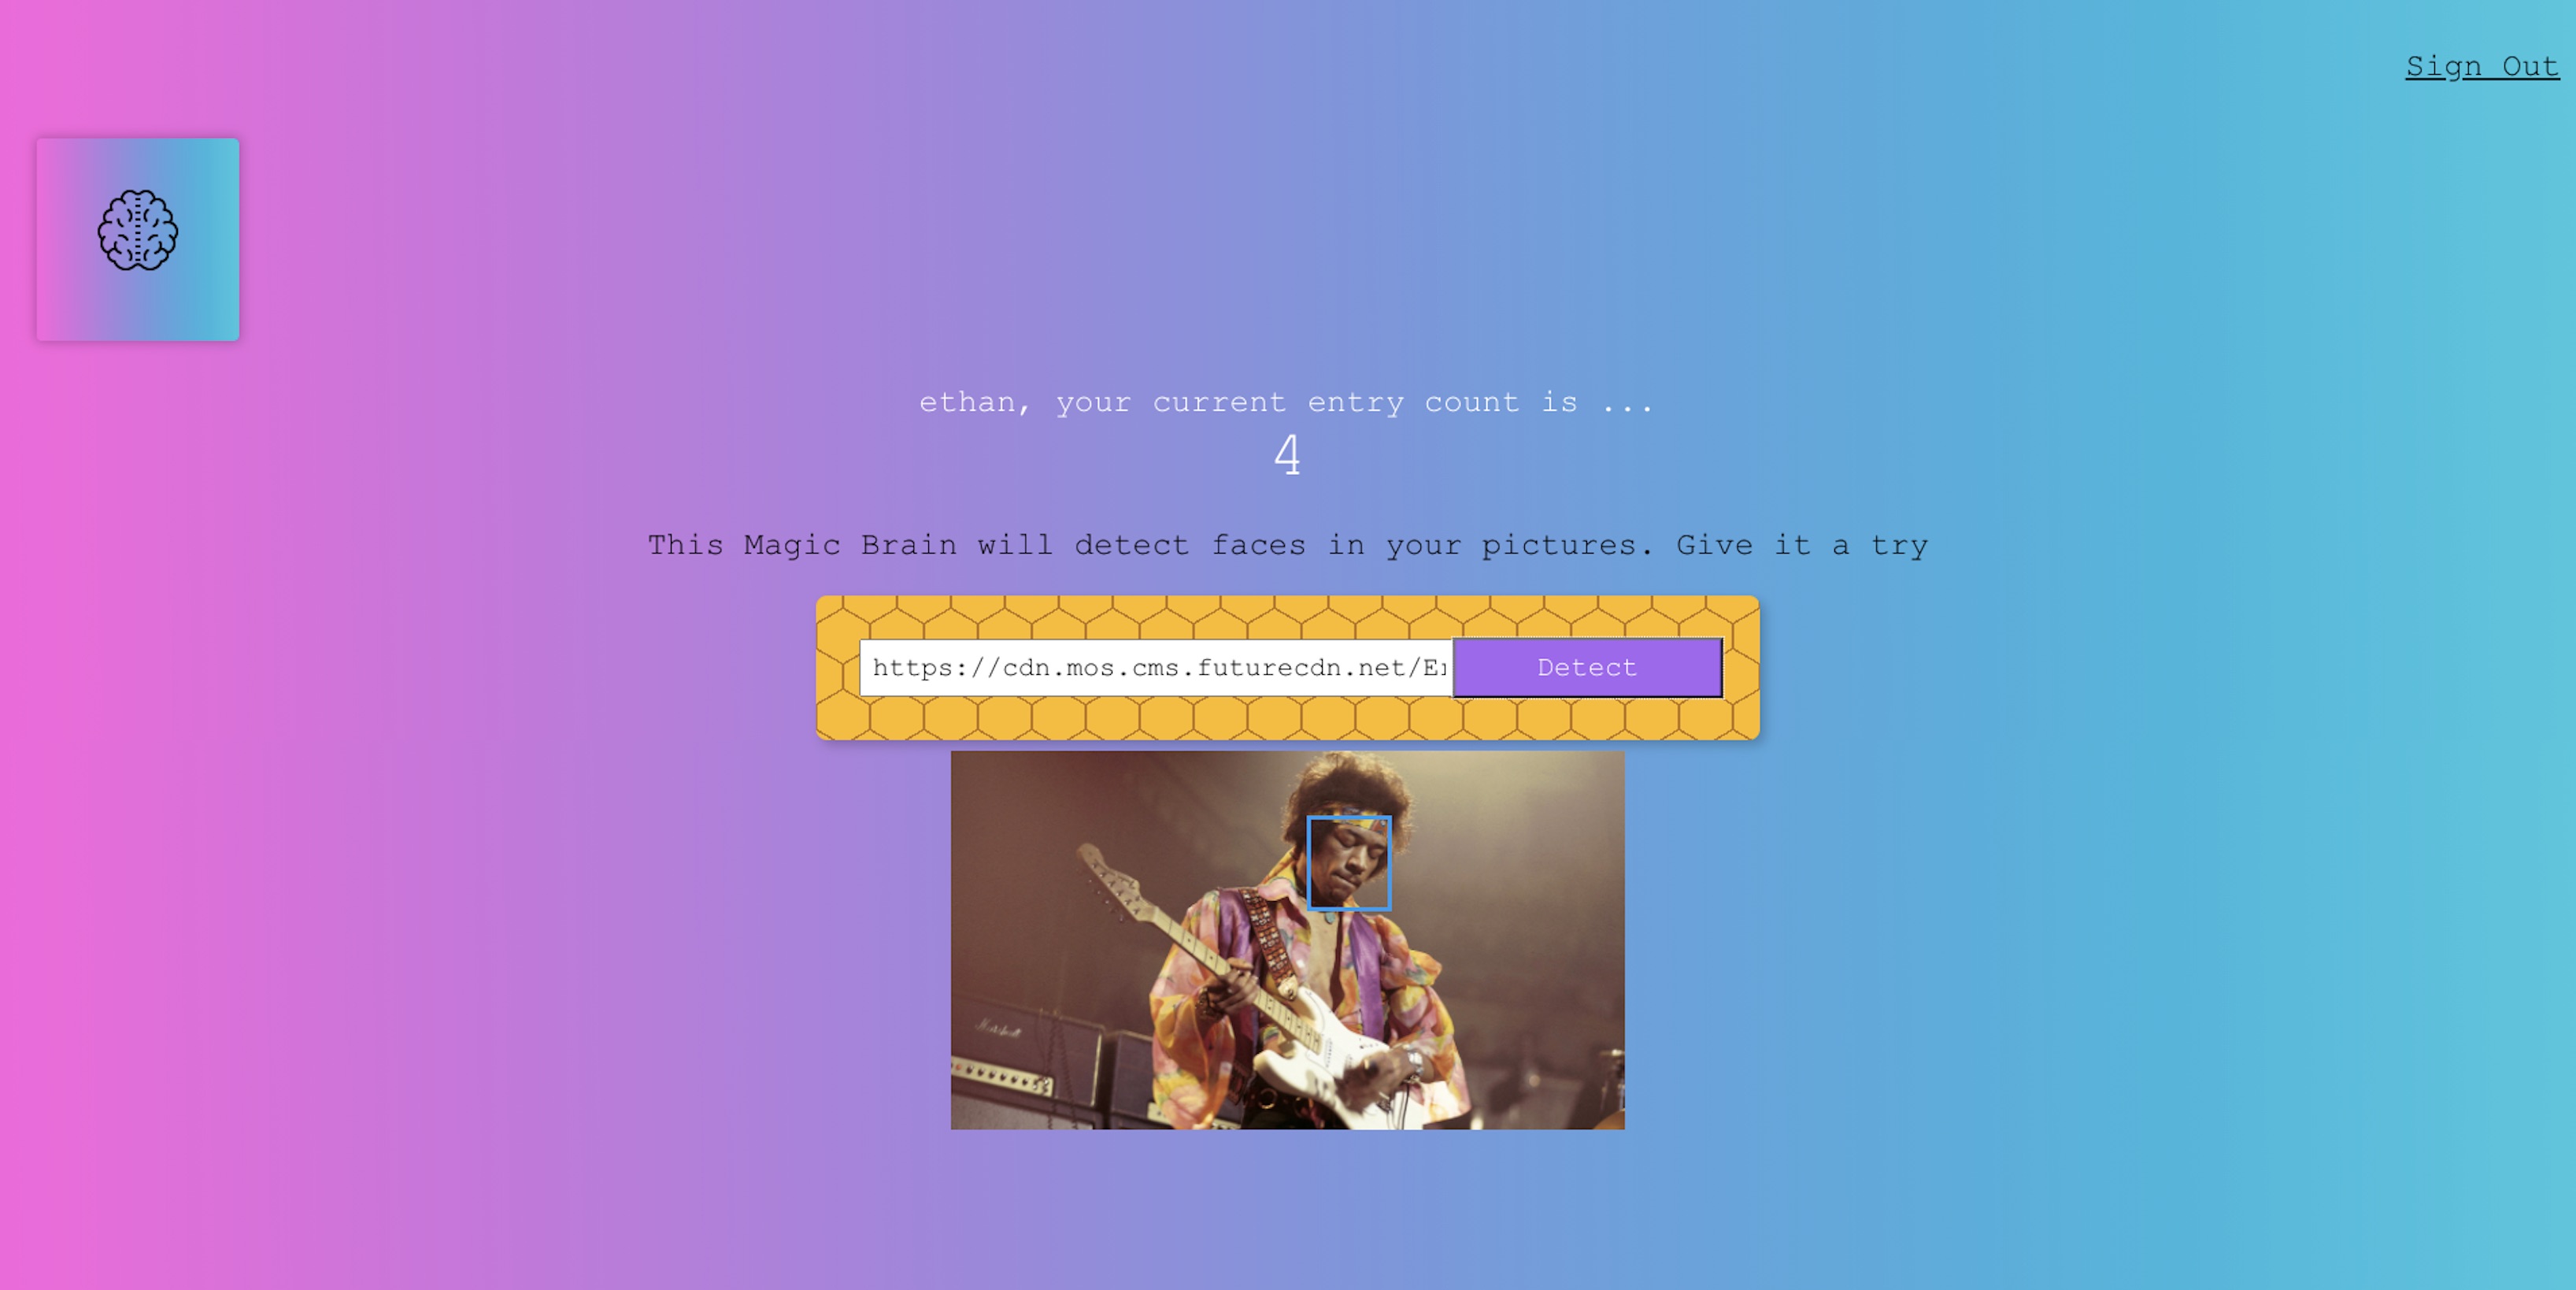 Sign Out
ethan, your current entry count is ...
4
This Magic Brain will detect faces in your pictures. Give it a try
https://cdn.mos.cms.futurecdn.net/E
Detect
Marshall